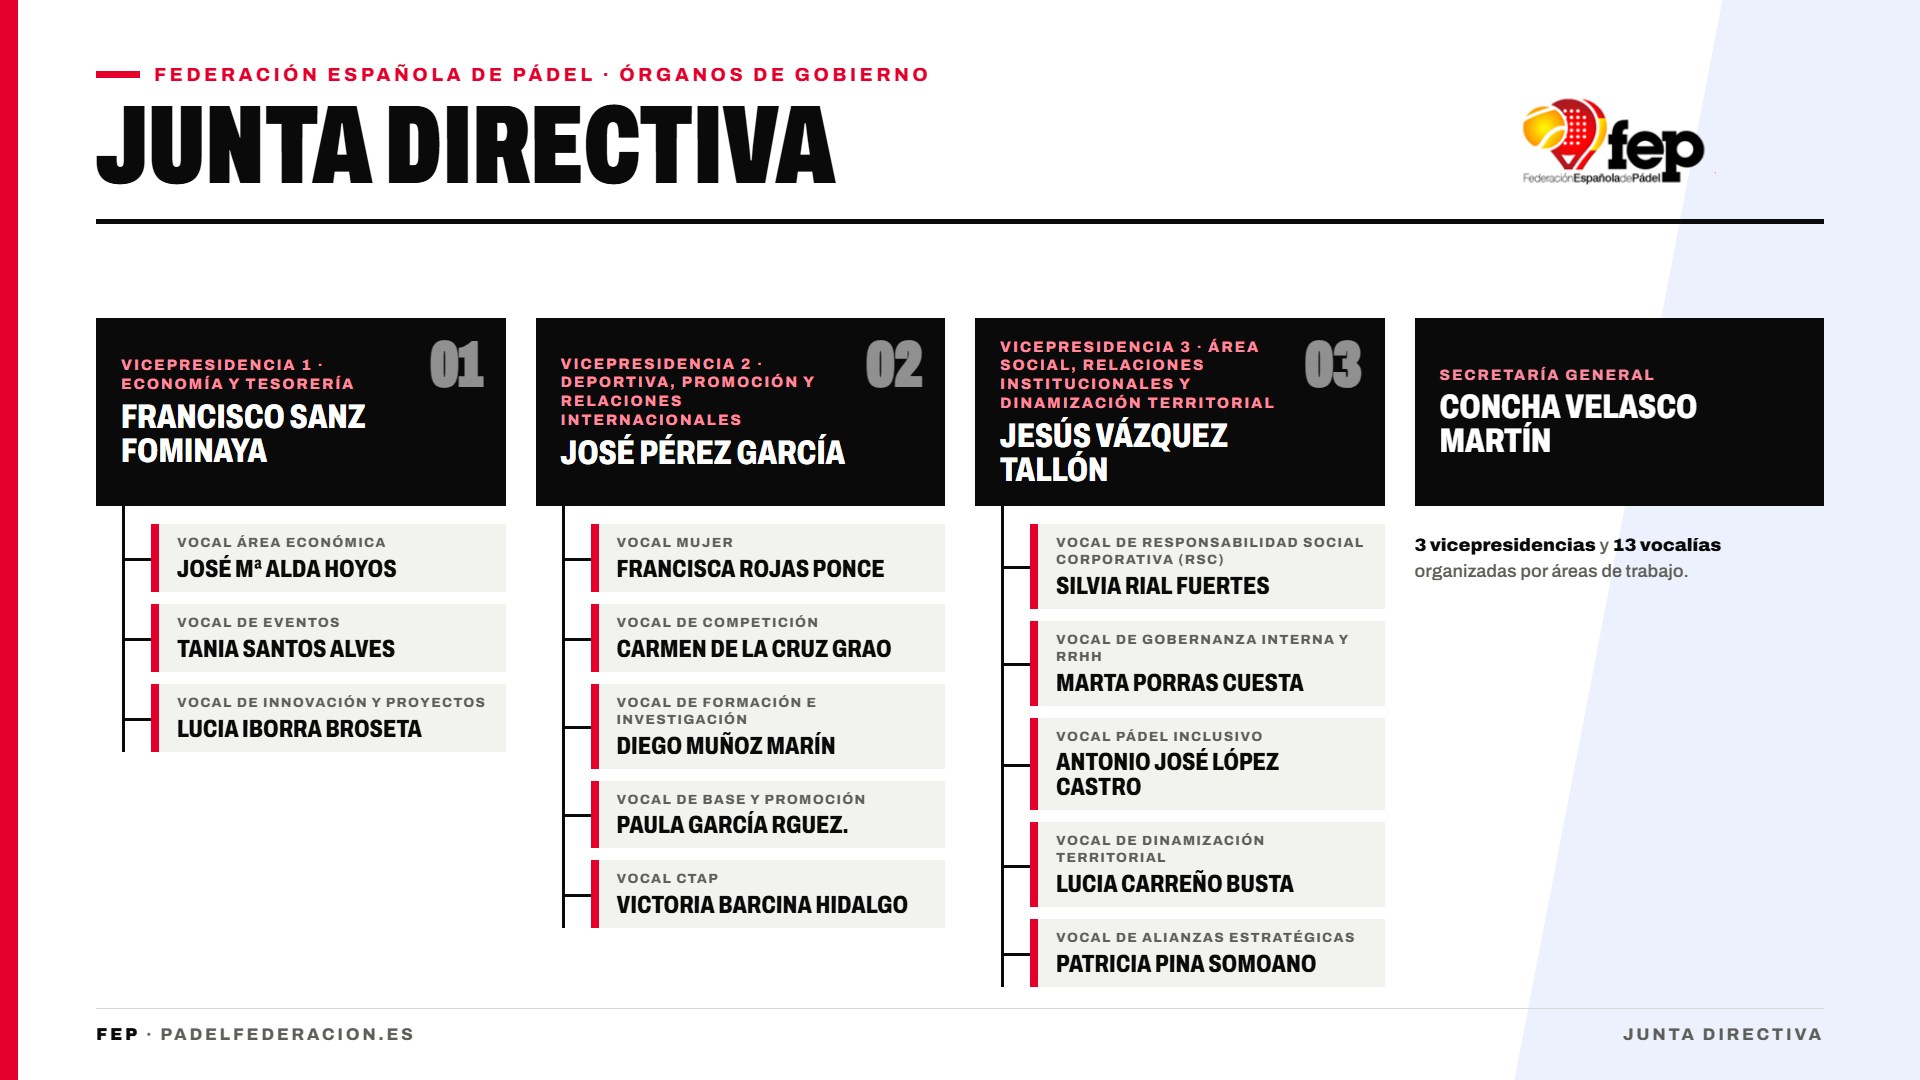 FEDERACIÓN ESPAÑOLA DE PÁDEL · ÓRGANOS DE GOBIERNO
JUNTA DIRECTIVA
fep
FederaciónEspañoladePádel
VICEPRESIDENCIA 1 ·
ECONOMÍA Y TESORERÍA
01
FRANCISCO SANZ
FOMINAYA
VOCAL ÁREA ECONÓMICA
JOSÉ Mª ALDA HOYOS
VOCAL DE EVENTOS
TANIA SANTOS ALVES
VOCAL DE INNOVACIÓN Y PROYECTOS
LUCIA IBORRA BROSETA
VICEPRESIDENCIA 2 ·
DEPORTIVA, PROMOCIÓN Y
RELACIONES
INTERNACIONALES
02
JOSÉ PÉREZ GARCÍA
VOCAL MUJER
FRANCISCA ROJAS PONCE
VOCAL DE COMPETICIÓN
CARMEN DE LA CRUZ GRAO
VOCAL DE FORMACIÓN E
INVESTIGACIÓN
DIEGO MUÑOZ MARÍN
VOCAL DE BASE Y PROMOCIÓN
PAULA GARCÍA RGUEZ.
VOCAL CTAP
VICTORIA BARCINA HIDALGO
VICEPRESIDENCIA 3 · ÁREA
SOCIAL, RELACIONES
INSTITUCIONALES Y
DINAMIZACIÓN TERRITORIAL
03
JESÚS VÁZQUEZ
TALLÓN
VOCAL DE RESPONSABILIDAD SOCIAL
CORPORATIVA (RSC)
SILVIA RIAL FUERTES
VOCAL DE GOBERNANZA INTERNA Y
RRHH
MARTA PORRAS CUESTA
VOCAL PÁDEL INCLUSIVO
ANTONIO JOSÉ LÓPEZ
CASTRO
VOCAL DE DINAMIZACIÓN
TERRITORIAL
LUCIA CARREÑO BUSTA
VOCAL DE ALIANZAS ESTRATÉGICAS
PATRICIA PINA SOMOANO
SECRETARÍA GENERAL
CONCHA VELASCO
MARTÍN
3 vicepresidencias y 13 vocalías
organizadas por áreas de trabajo.
FEP · PADELFEDERACION.ES
JUNTA DIRECTIVA